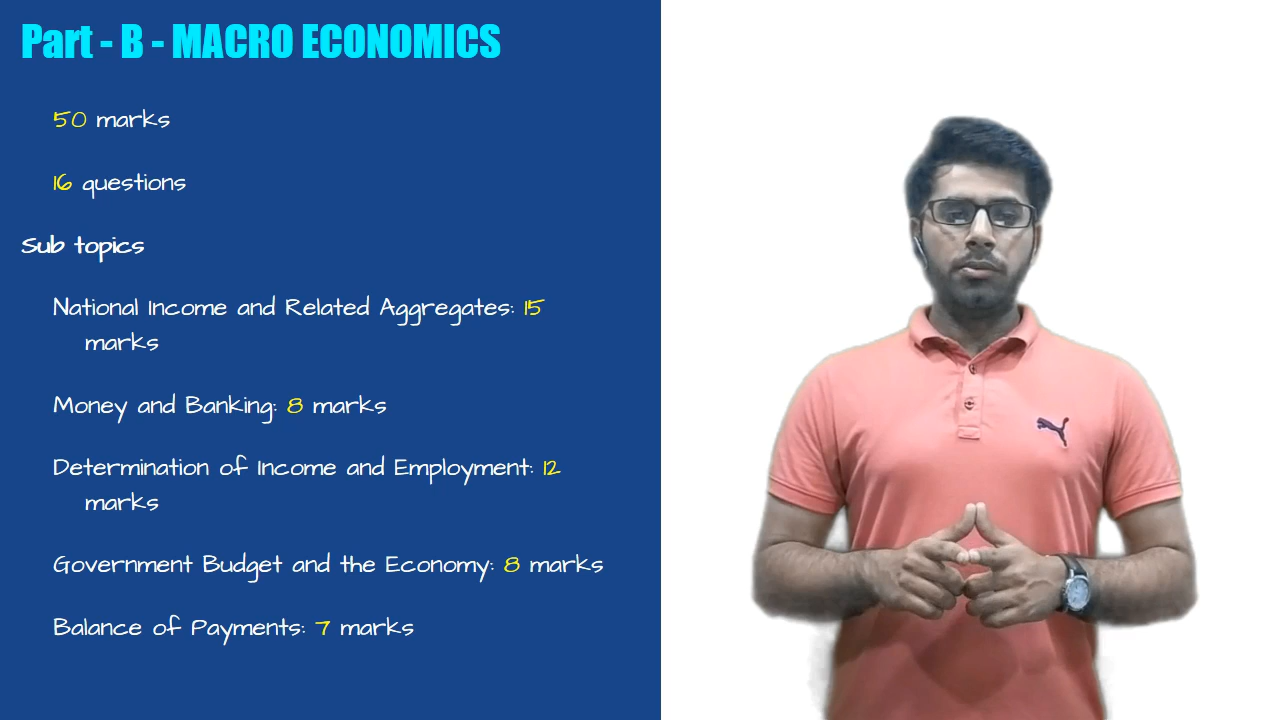 Part - B - MACRO ECONOMICS
50 marks
16 questions
Sub topics
National Income and Related Aggregates: 15
marks
Money and Banking: 8 marks
Determination of Income and Employment: 12
marks
Government Budget and the Economy: 8 marks
Balance of Payments: 7 marks